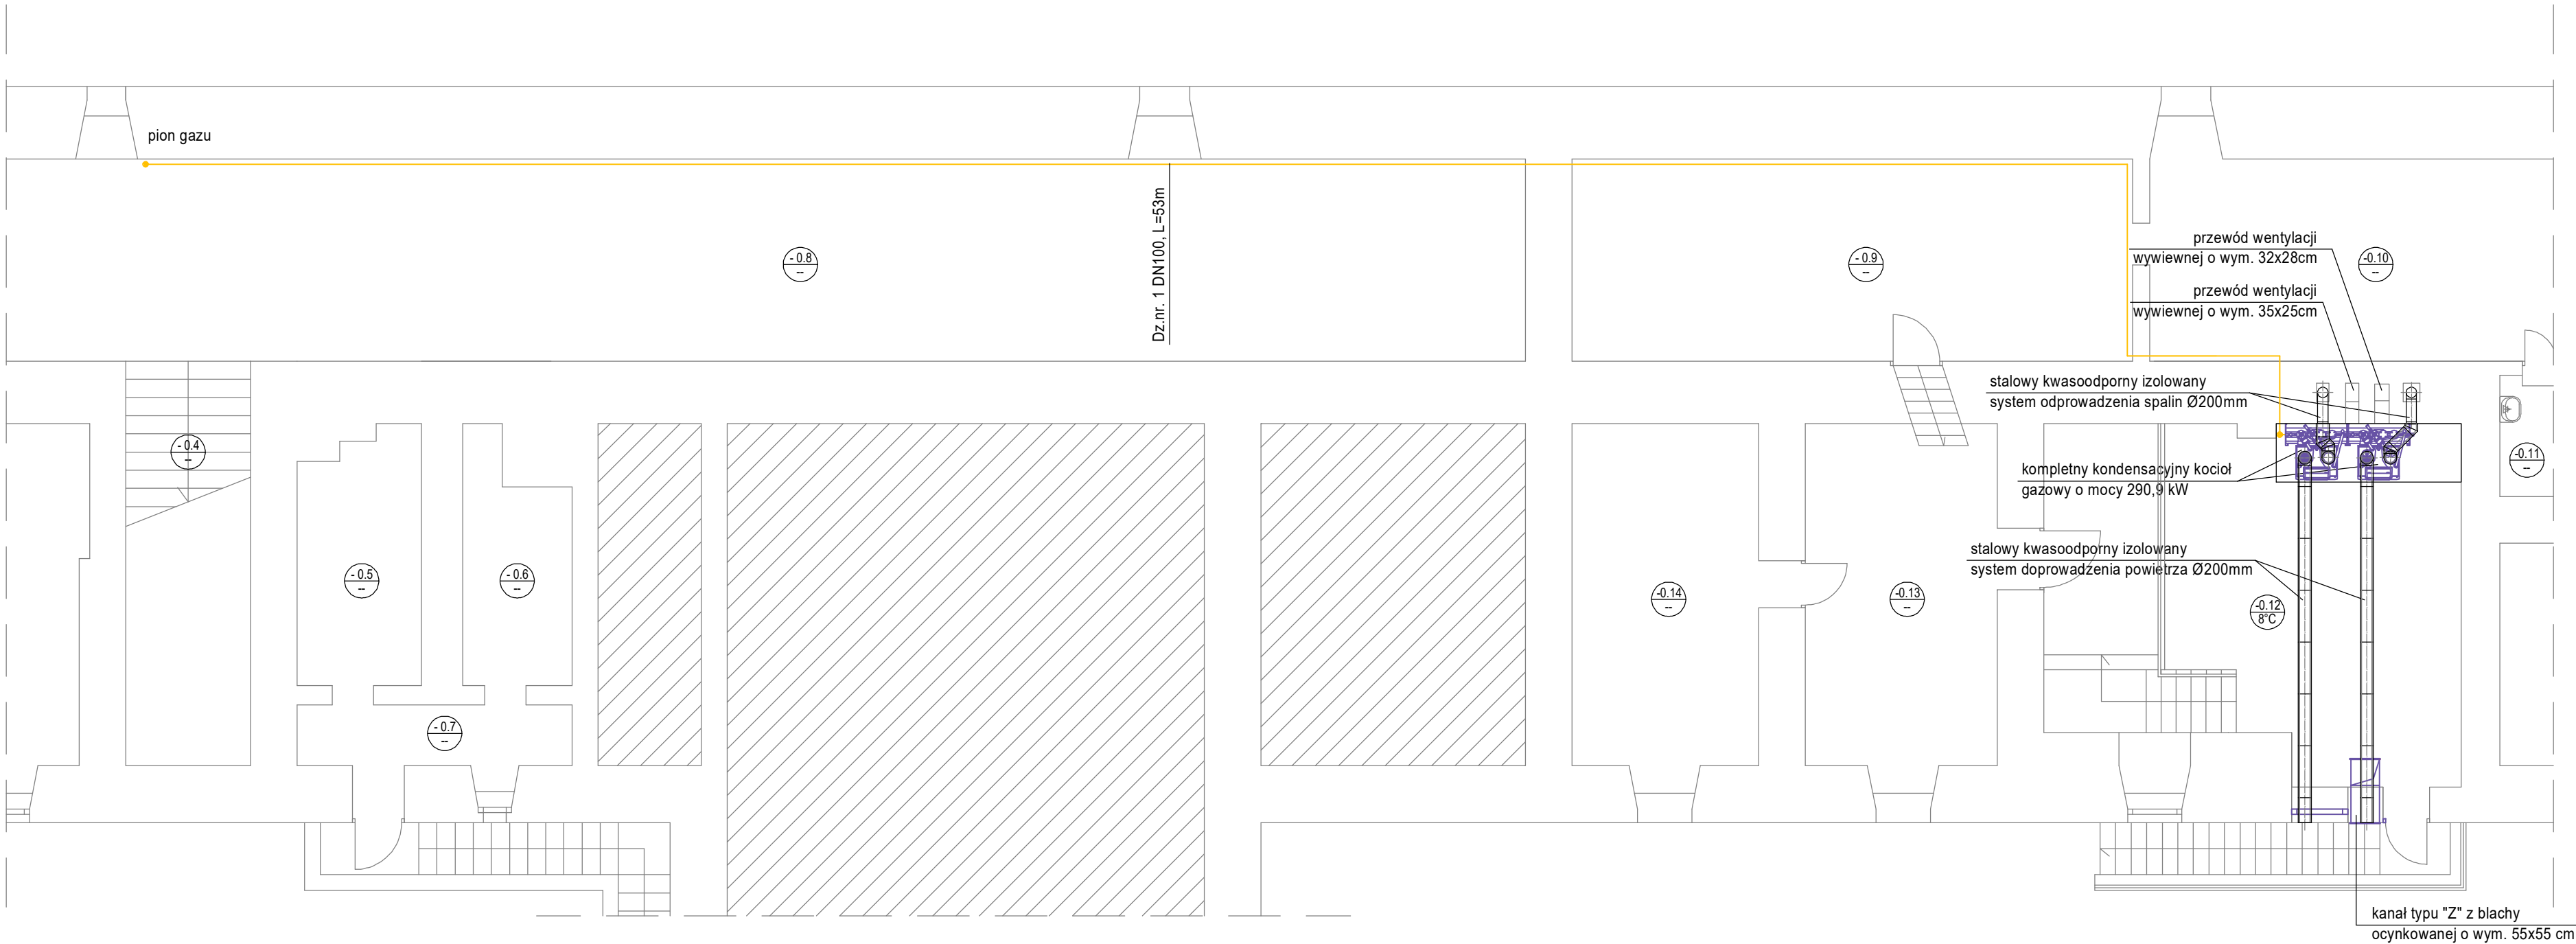 pion gazu
Dz.nr. 1 DN100, L=53m
- 0.8
--
- 0.9
--
przewód wentylacji
wywiewnej o wym. 32x28cm
-0.10
--
przewód wentylacji
wywiewnej o wym. 35x25cm
stalowy kwasoodporny izolowany
system odprowadzenia spalin Ø200mm
- 0.4
--
kompletny kondensacyjny kocioł
gazowy o mocy 290,9 kW
-0.11
--
- 0.5
--
- 0.6
--
stalowy kwasoodporny izolowany
system doprowadzenia powietrza Ø200mm
-0.14
--
-0.13
--
-0.12
8°C
- 0.7
--
kanał typu "Z" z blachy
ocynkowanej o wym. 55x55 cm